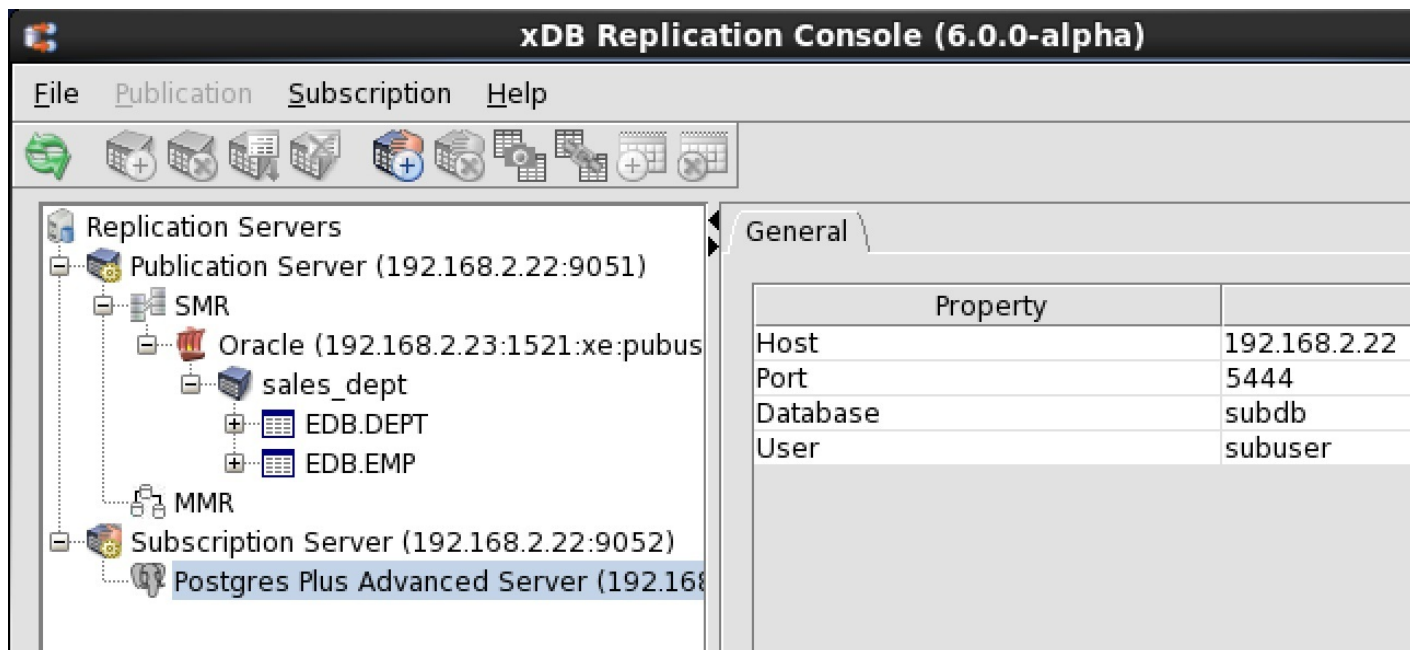 xDB Replication Console (6.0.0-alpha)
File Publication Subscription Help
Replication Servers
Publication Server (192.168.2.22:9051)
SMR
Oracle (192.168.2.23:1521:xe:pubus
sales_dept
EDB.DEPT
EDB.EMP
MMR
Subscription Server (192.168.2.22:9052)
Postgres Plus Advanced Server (192.168
General
Property
Host 192.168.2.22
Port 5444
Database subdb
User subuser